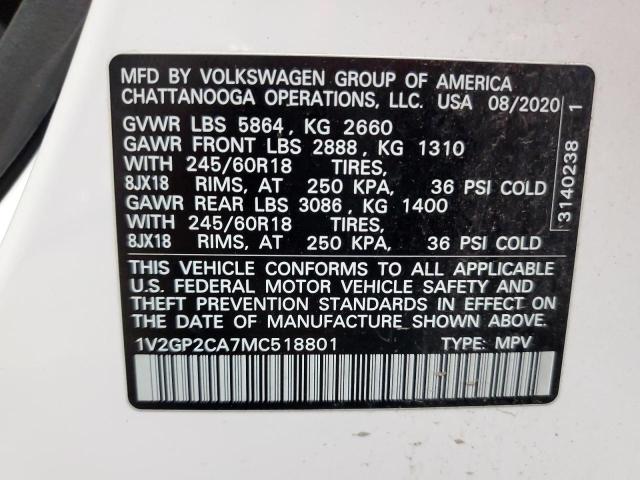 MFD BY VOLKSWAGEN GROUP OF AMERICA
CHATTANOOGA OPERATIONS, LLC. USA 08/2020
GVWR LBS 5864, KG 2660
GAWR FRONT LBS 2888, KG 1310
WITH 245/60R18 TIRES,
8JX18 RIMS, AT 250 KPA, 36 PSI COLD
GAWR REAR LBS 3086, KG 1400
WITH 245/60R18 TIRES,
8JX18 RIMS, AT 250 KPA, 36 PSI COLD
THIS VEHICLE CONFORMS TO ALL APPLICABLE
U.S. FEDERAL MOTOR VEHICLE SAFETY AND
THEFT PREVENTION STANDARDS IN EFFECT ON
THE DATE OF MANUFACTURE SHOWN ABOVE.
1V2GP2CA7MC518801 TYPE: MPV
3140238 1